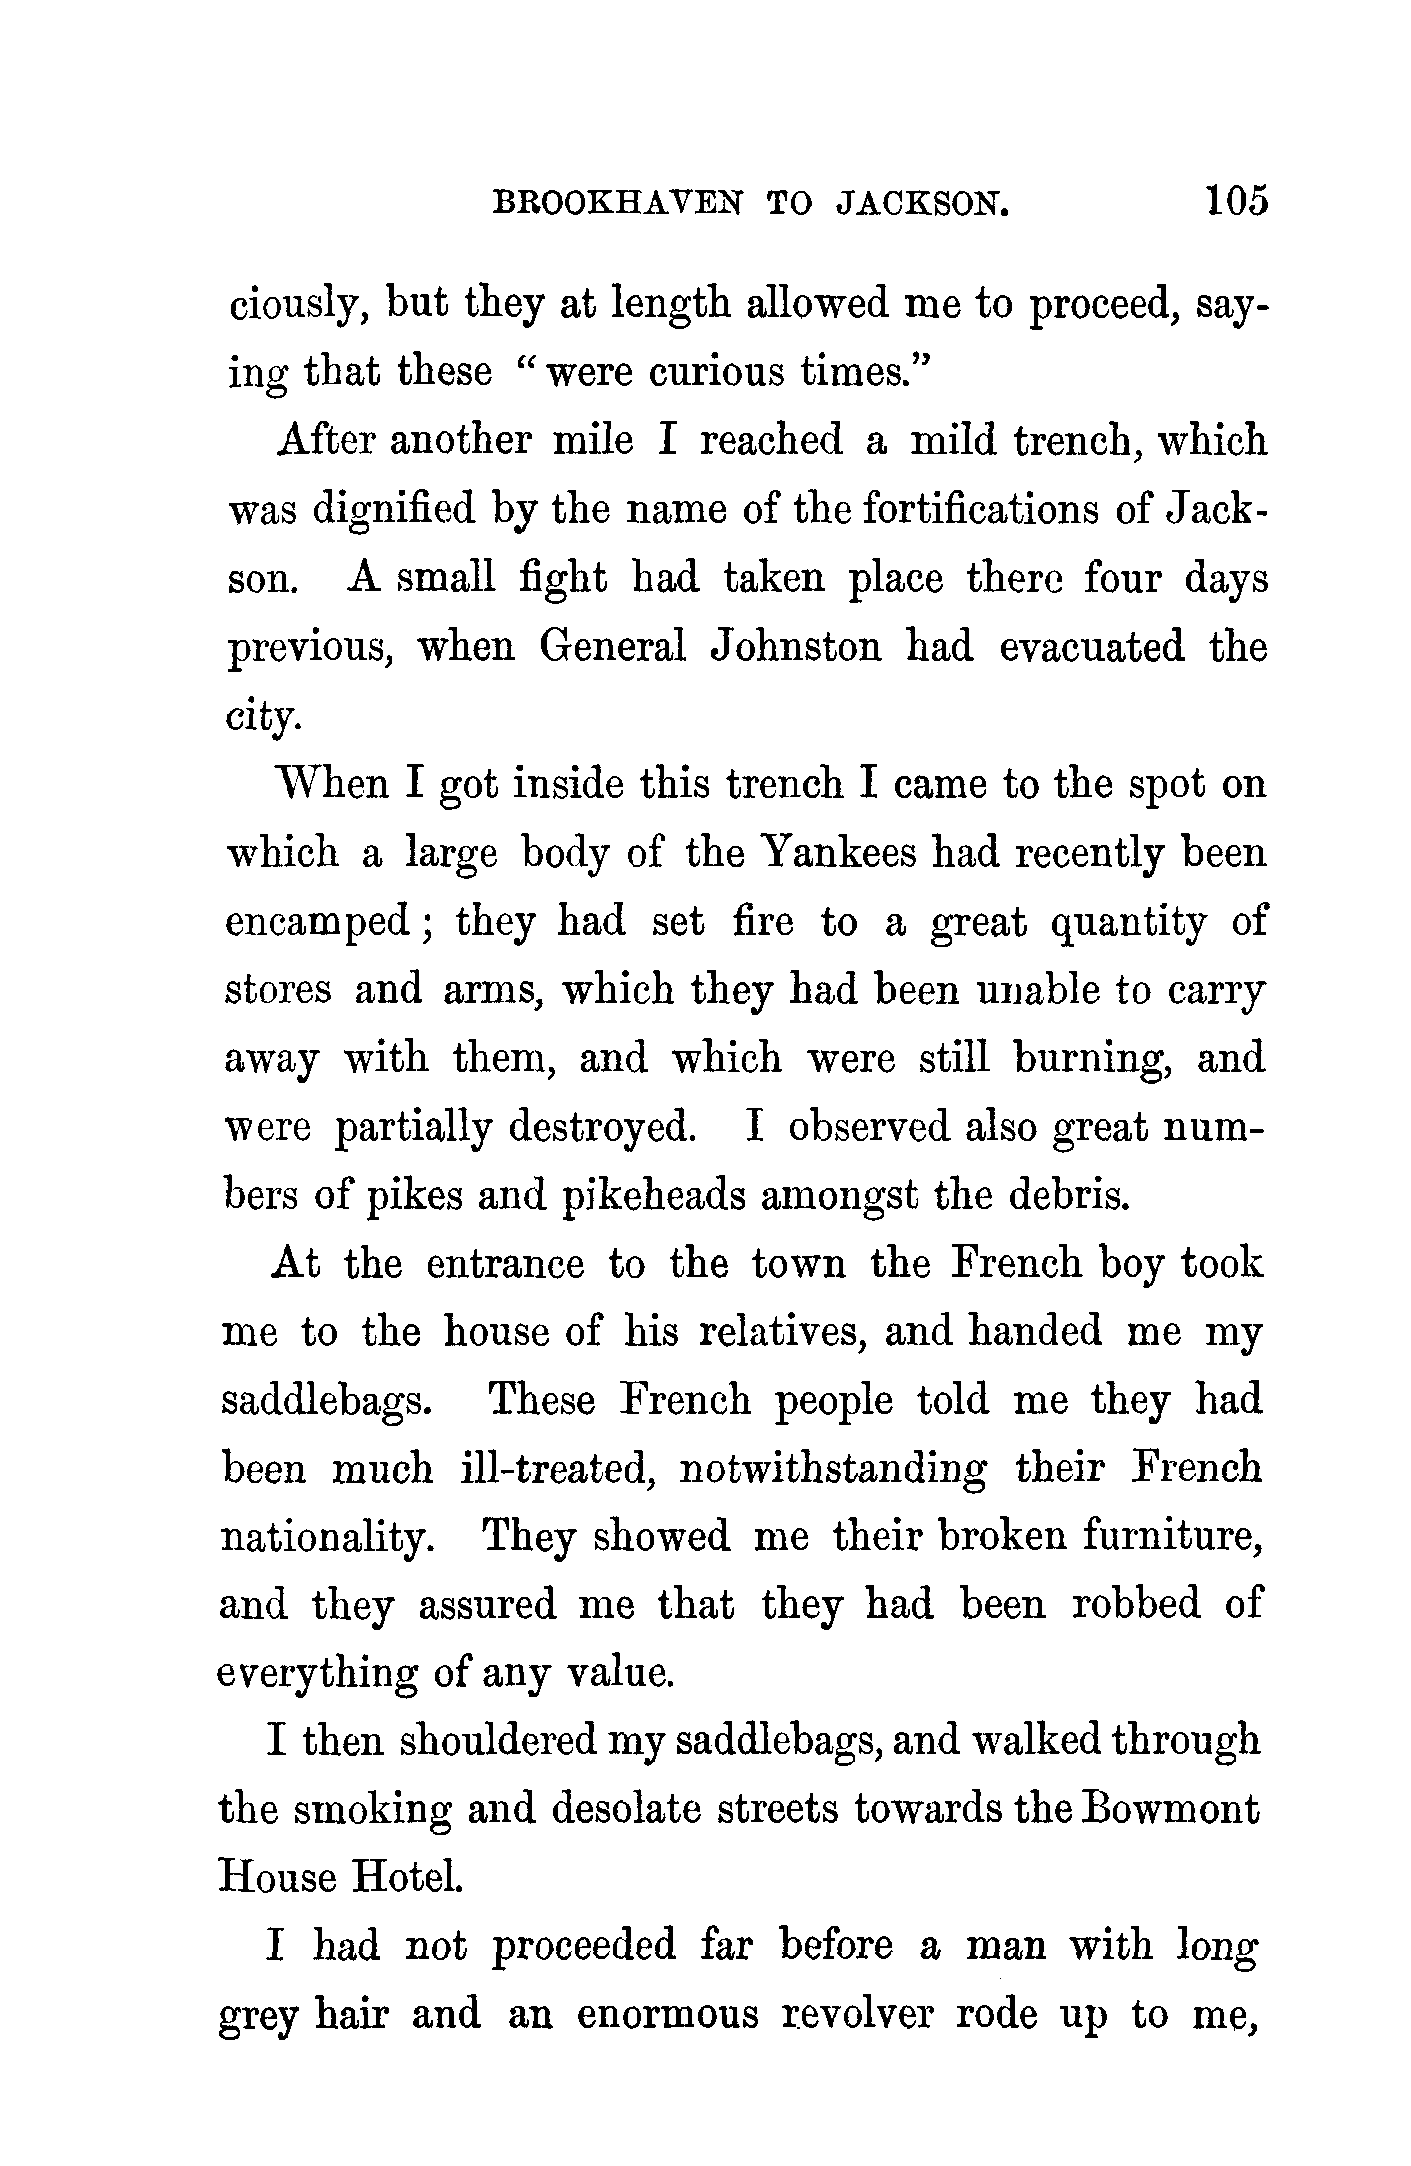 BROOKHAVEN TO JACKSON. 105
ciously, but they at length allowed me to proceed, say-
ing that these “ were curious times.”
After another mile I reached a mild trench, which
was dignified by the name of the fortifications of Jack-
son. A small fight had taken place there four days
previous, when General Johnston had evacuated the
city.
When I got inside this trench I came to the spot on
which a large body of the Yankees had recently been
encamped ; they had set fire to a great quantity of
stores and arms, which they had been unable to carry
away with them, and which were still burning, and
were partially destroyed. I observed also great num-
bers of pikes and pikeheads amongst the debris.
At the entrance to the town the French boy took
me to the house of his relatives, and handed me my
saddlebags. These French people told me they had
been much ill-treated, notwithstanding their French
nationality. They showed me their broken furniture,
and they assured me that they had been robbed of
everything of any value.
I then shouldered my saddlebags, and walked through
the smoking and desolate streets towards the Bowmont
House Hotel.
I had not proceeded far before a man with long
grey hair and an enormous revolver rode up to me,